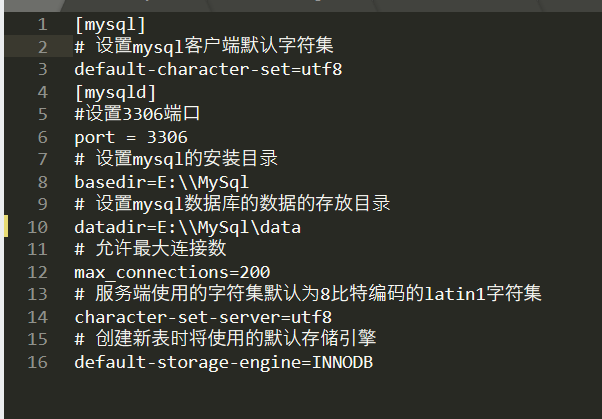 1 [mysql]
2 # 设置mysql客户端默认字符集
3 default-character-set=utf8
4 [mysqld]
5 #设置3306端口
6 port = 3306
7 # 设置mysql的安装目录
8 basedir=E:\\MySql
9 # 设置mysql数据库的数据的存放目录
10 datadir=E:\\MySql\data
11 # 允许最大连接数
12 max_connections=200
13 # 服务端使用的字符集默认为8比特编码的latin1字符集
14 character-set-server=utf8
15 # 创建新表时将使用的默认存储引擎
16 default-storage-engine=INNODB